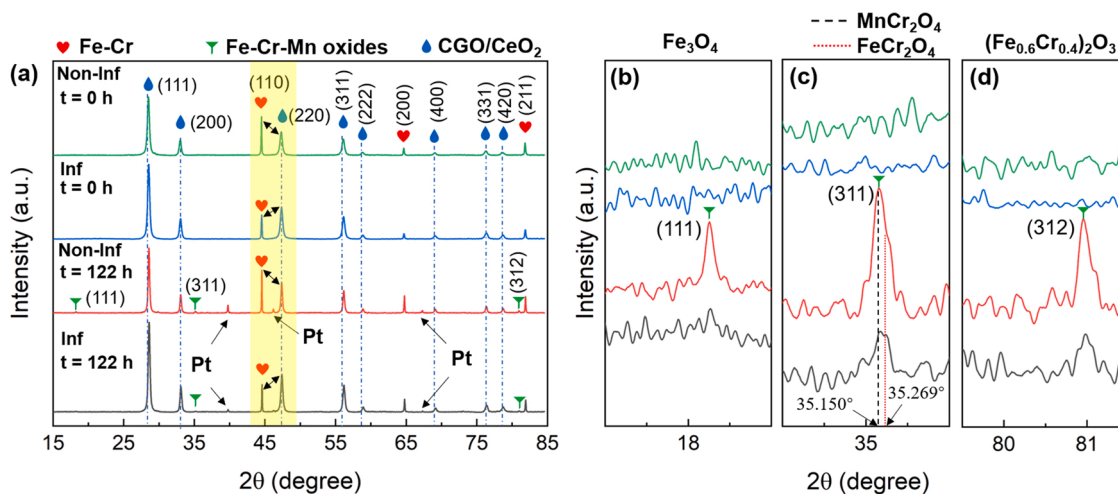 Fe-Cr
Fe-Cr-Mn oxides
CGO/CeO₂
(a)
Non-Inf
t = 0 h
(111)
(200)
(110)
(220)
(311)
(222)
(200)
(400)
(331)
(420)
(211)
Inf
t = 0 h
Non-Inf
t = 122 h
(111)
(311)
(312)
Pt
Inf
t = 122 h
Pt
Pt
Intensity (a.u.)
15 25 35 45 55 65 75 85
2θ (degree)
Fe₃O₄
MnCr₂O₄
FeCr₂O₄
(Fe₀.₆Cr₀.₄)₂O₃
(b)
(c)
(d)
(111)
(311)
(312)
35.150°
35.269°
Intensity (a.u.)
18
35
80 81
2θ (degree)